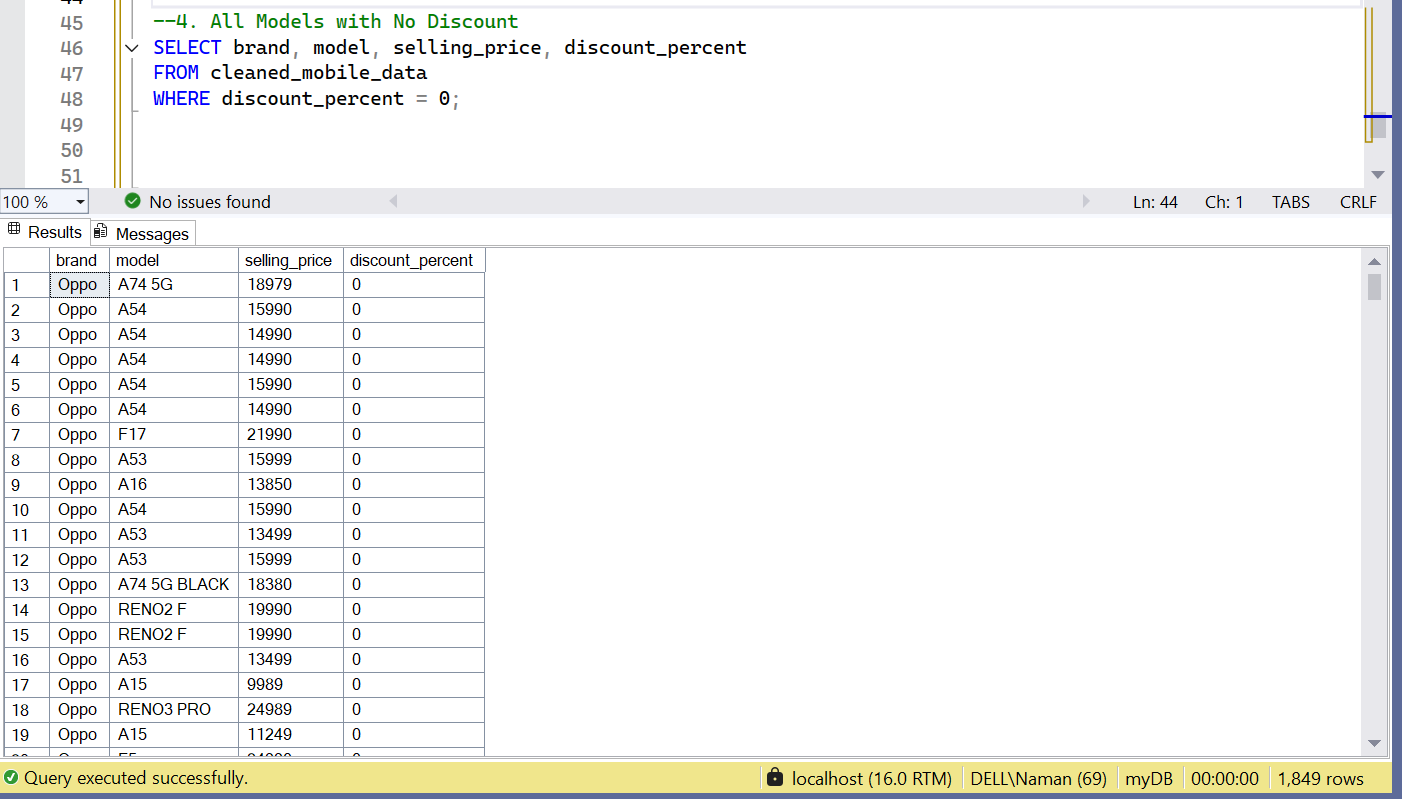 44
45 --4. All Models with No Discount
46 SELECT brand, model, selling_price, discount_percent
47 FROM cleaned_mobile_data
48 WHERE discount_percent = 0;
49
50
51
100 % No issues found Ln: 44 Ch: 1 TABS CRLF
Results Messages
brand model selling_price discount_percent
1 Oppo A74 5G 18979 0
2 Oppo A54 15990 0
3 Oppo A54 14990 0
4 Oppo A54 14990 0
5 Oppo A54 15990 0
6 Oppo A54 14990 0
7 Oppo F17 21990 0
8 Oppo A53 15999 0
9 Oppo A16 13850 0
10 Oppo A54 15990 0
11 Oppo A53 13499 0
12 Oppo A53 15999 0
13 Oppo A74 5G BLACK 18380 0
14 Oppo RENO2 F 19990 0
15 Oppo RENO2 F 19990 0
16 Oppo A53 13499 0
17 Oppo A15 9989 0
18 Oppo RENO3 PRO 24989 0
19 Oppo A15 11249 0
Query executed successfully. localhost (16.0 RTM) DELL\Naman (69) myDB 00:00:00 1,849 rows